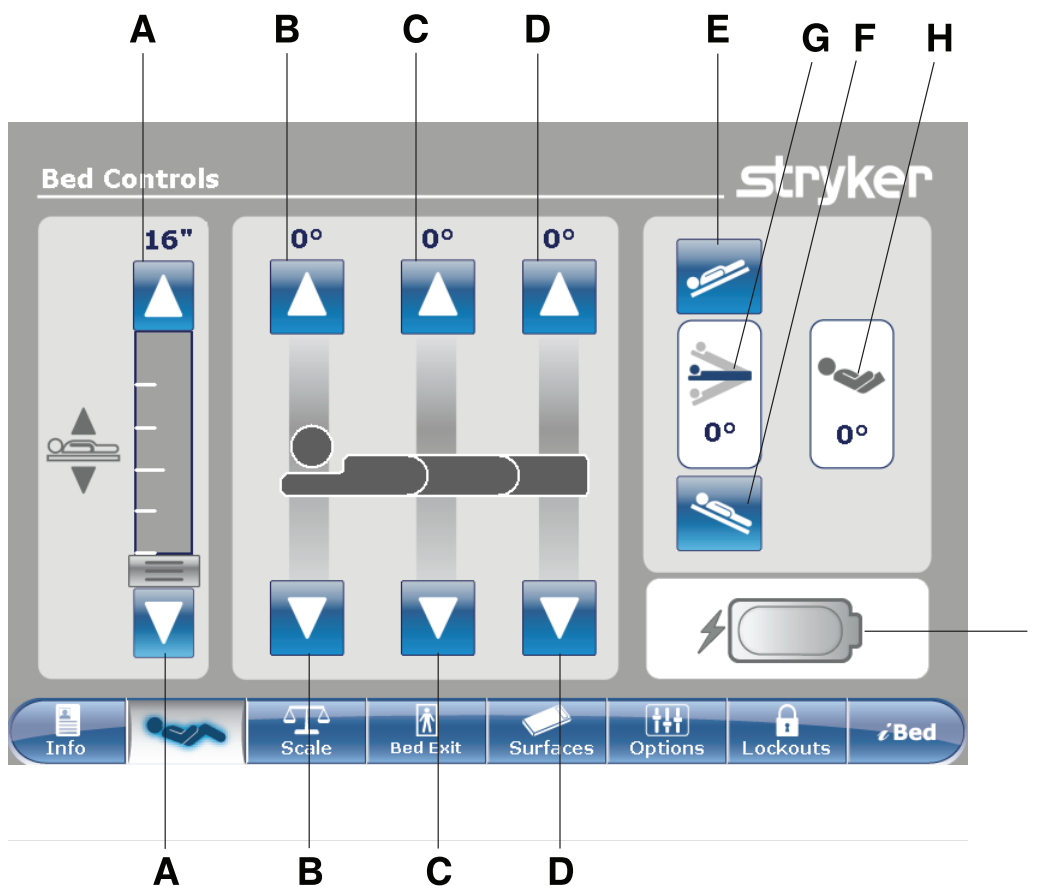 A B C D E G F H
Bed Controls
stryker
16" 0° 0° 0°
0° 0°
Info Scale Bed Exit Surfaces Options Lockouts iBed
A B C D